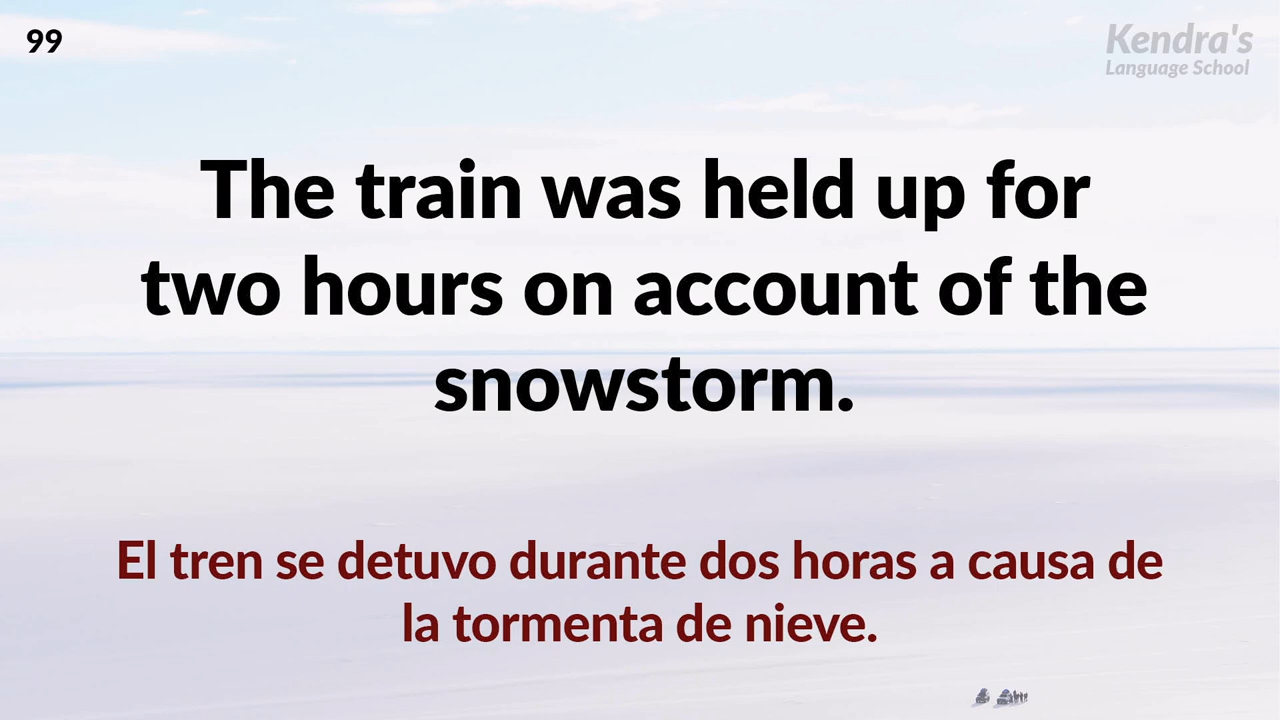 99
Kendra's
Language School
The train was held up for
two hours on account of the
snowstorm.
El tren se detuvo durante dos horas a causa de
la tormenta de nieve.